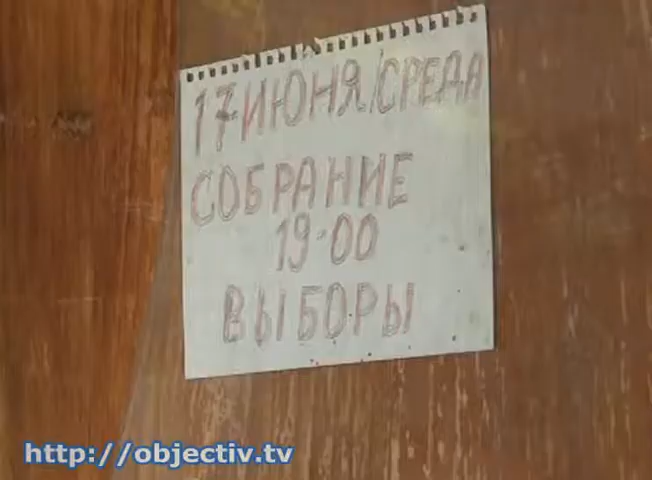 17 ИЮНЯ/СРЕДА
СОБРАНИЕ
19-00
ВЫБОРЫ
http://objectiv.tv